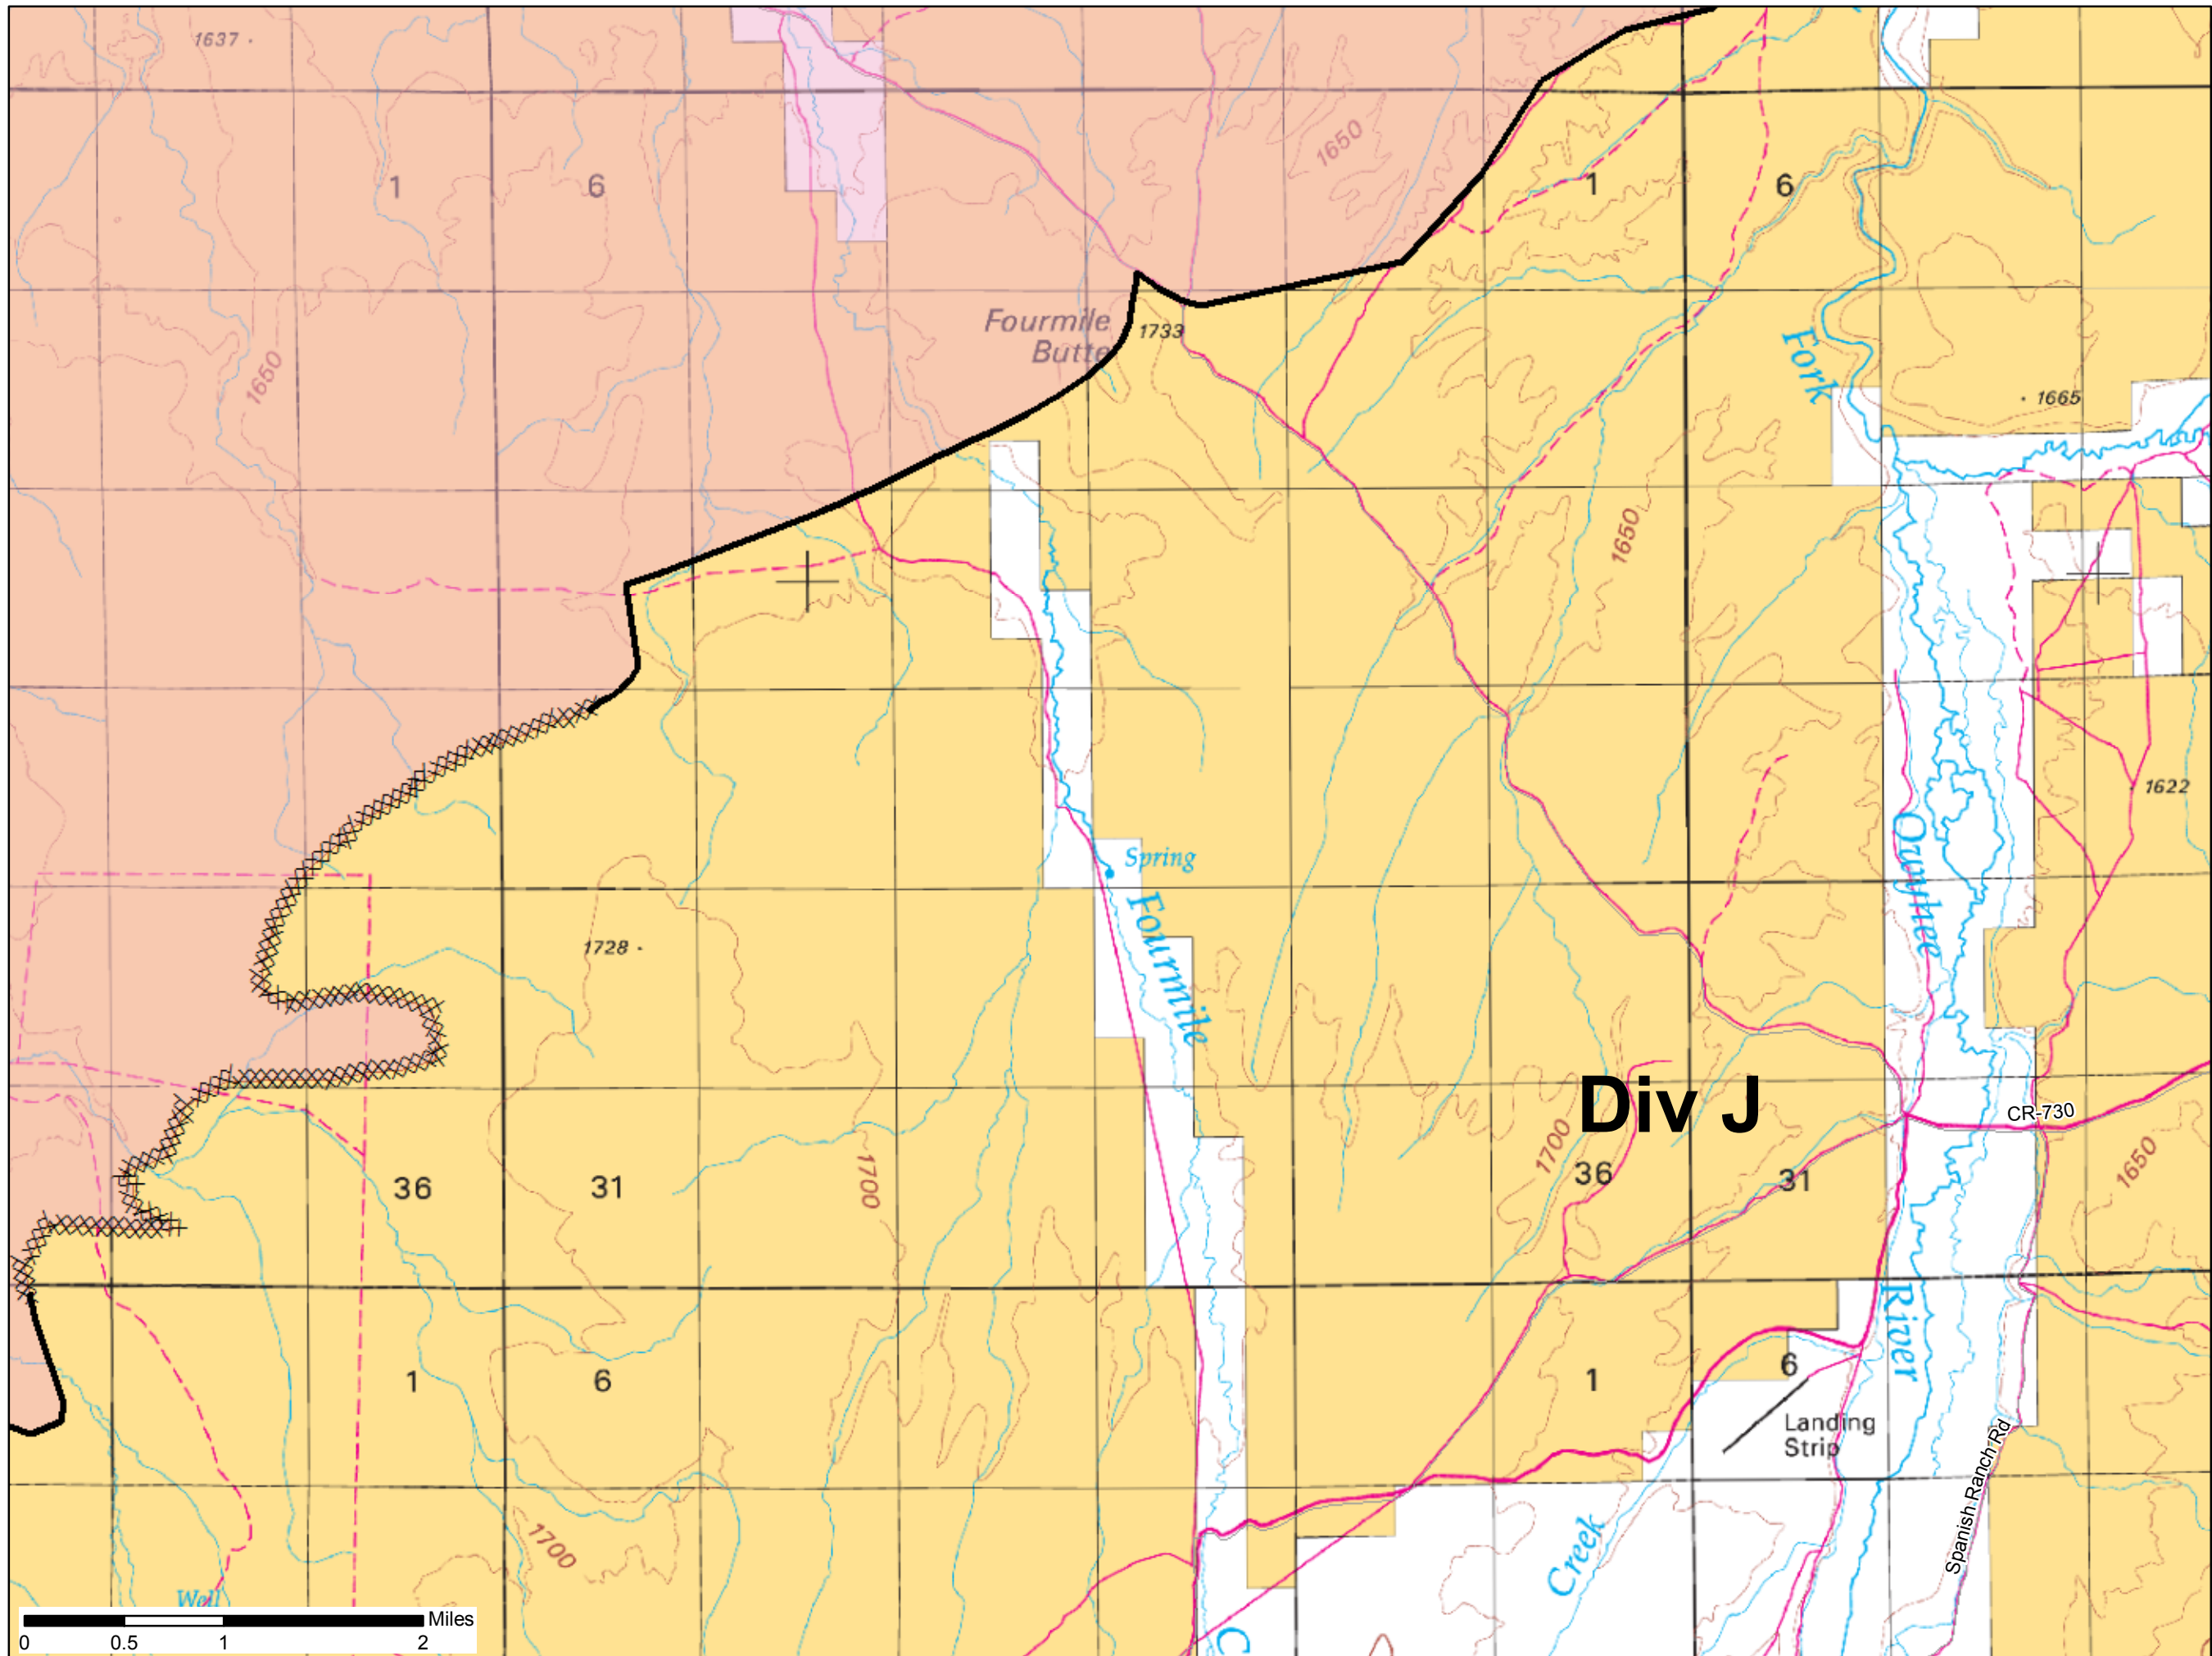 1637
1650
1
6
1
6
Fourmile
Butte
1733
Fork
1665
1650
1650
1622
Spring
Fourmile
Owyhee
1728
Div J
CR-730
36
31
1700
1700
36
31
1650
River
1
6
1
6
Landing
Strip
Spanish Ranch Rd
1700
Creek
Well
C
Miles
0 0.5 1 2